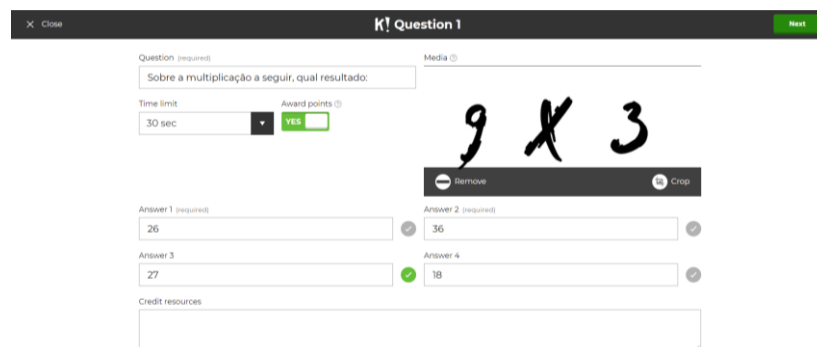 Close
K! Question 1
Next
Question (required)
Sobre a multiplicação a seguir, qual resultado:
Media
Time limit
Award points
30 sec
YES
9 X 3
Remove
Crop
Answer 1 (required)
Answer 2 (required)
26
36
Answer 3
Answer 4
27
18
Credit resources